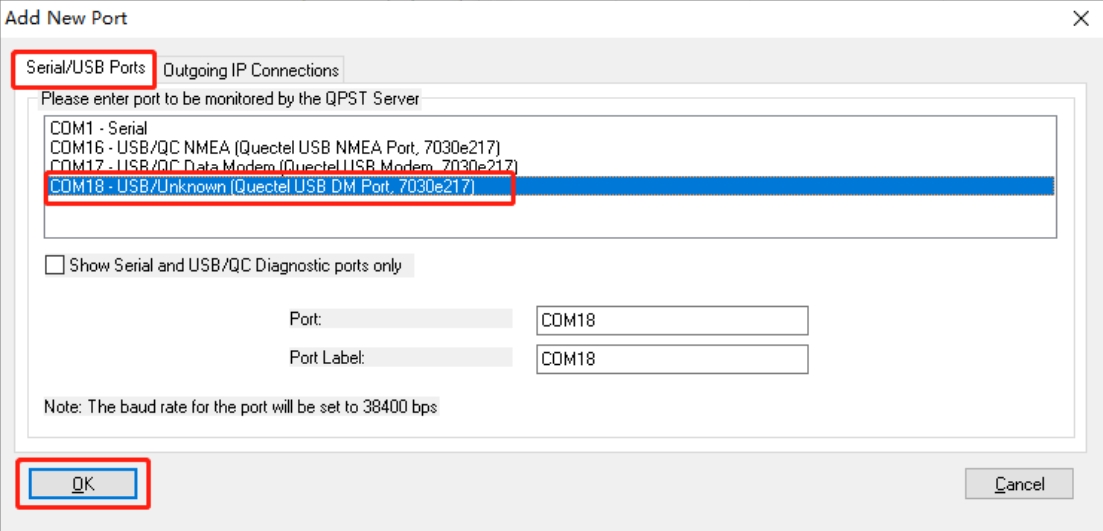 Add New Port
Serial/USB Ports
Outgoing IP Connections
Please enter port to be monitored by the QPST Server
COM1 - Serial
COM16 - USB/QC NMEA (Quectel USB NMEA Port, 7030e217)
COM17 - USB/QC Data Modem (Quectel USB Modem, 7030e217)
COM18 - USB/Unknown (Quectel USB DM Port, 7030e217)
Show Serial and USB/QC Diagnostic ports only
Port:
COM18
Port Label:
COM18
Note: The baud rate for the port will be set to 38400 bps
OK
Cancel